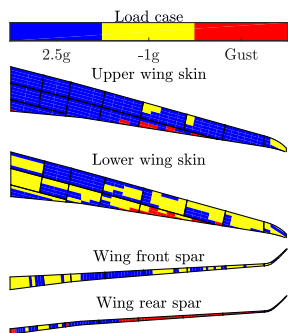 Load case
2.5g -1g Gust
Upper wing skin
Lower wing skin
Wing front spar
Wing rear spar